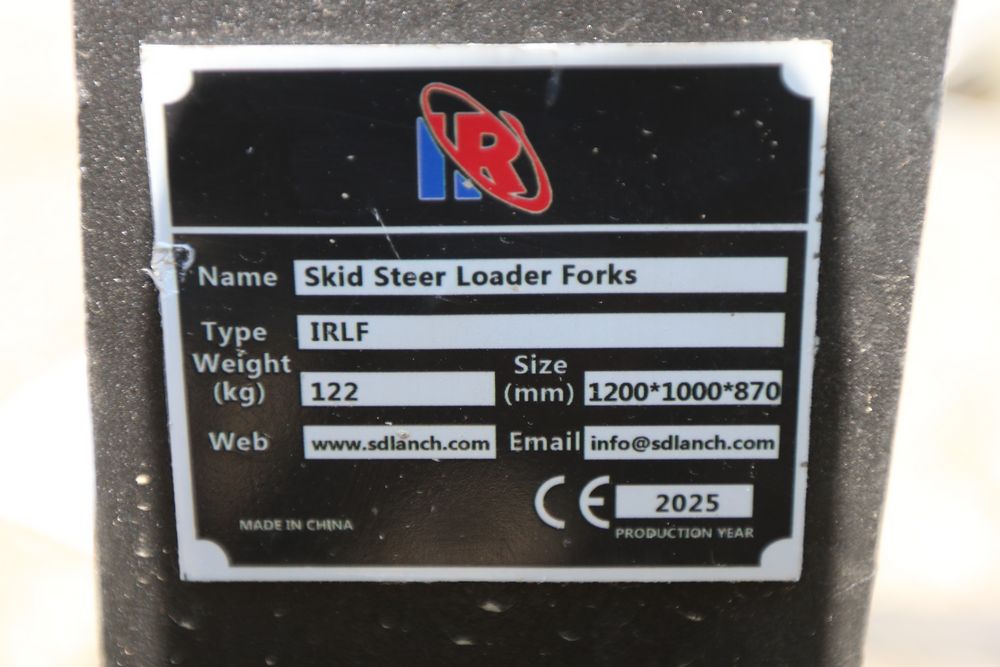 Name Skid Steer Loader Forks
Type IRLF
Weight (kg) 122 Size (mm) 1200*1000*870
Web www.sdlanch.com Email info@sdlanch.com
CE 2025
MADE IN CHINA PRODUCTION YEAR